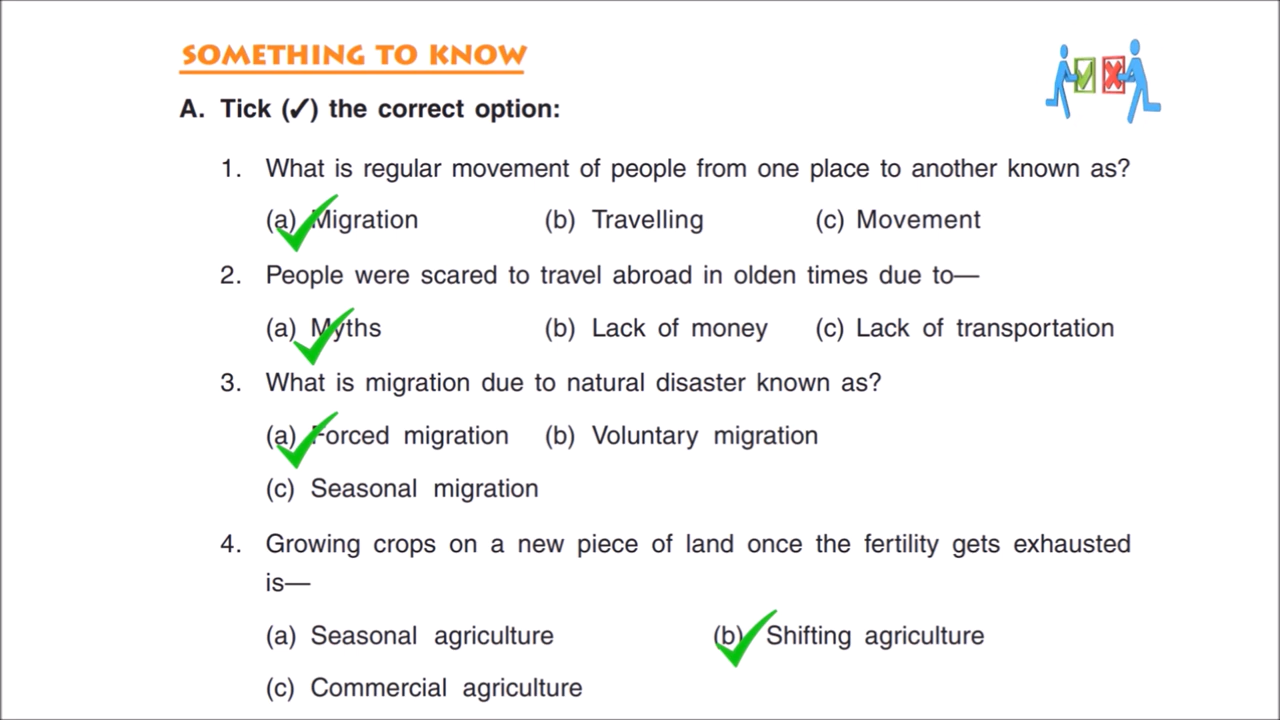 SOMETHING TO KNOW
A. Tick (✓) the correct option:
1. What is regular movement of people from one place to another known as?
(a) Migration (b) Travelling (c) Movement
2. People were scared to travel abroad in olden times due to—
(a) Myths (b) Lack of money (c) Lack of transportation
3. What is migration due to natural disaster known as?
(a) Forced migration (b) Voluntary migration
(c) Seasonal migration
4. Growing crops on a new piece of land once the fertility gets exhausted
is—
(a) Seasonal agriculture (b) Shifting agriculture
(c) Commercial agriculture